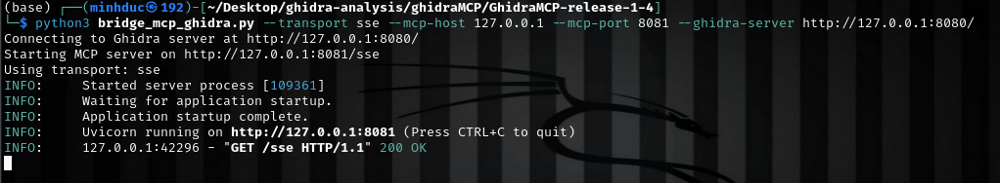 (base) ┌──(minhduc㉿192)-[~/Desktop/ghidra-analysis/ghidraMCP/GhidraMCP-release-1-4]
└─$ python3 bridge_mcp_ghidra.py --transport sse --mcp-host 127.0.0.1 --mcp-port 8081 --ghidra-server http://127.0.0.1:8080/
Connecting to Ghidra server at http://127.0.0.1:8080/
Starting MCP server on http://127.0.0.1:8081/sse
Using transport: sse
INFO:     Started server process [109361]
INFO:     Waiting for application startup.
INFO:     Application startup complete.
INFO:     Uvicorn running on http://127.0.0.1:8081 (Press CTRL+C to quit)
INFO:     127.0.0.1:42296 - "GET /sse HTTP/1.1" 200 OK